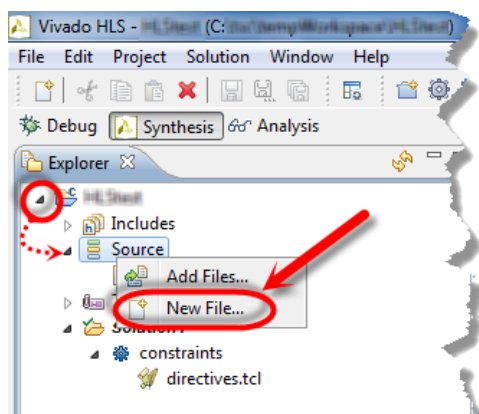 Vivado HLS - (C:
File Edit Project Solution Window Help
Debug Synthesis Analysis
Explorer
Includes
Source
Add Files...
New File...
constraints
directives.tcl